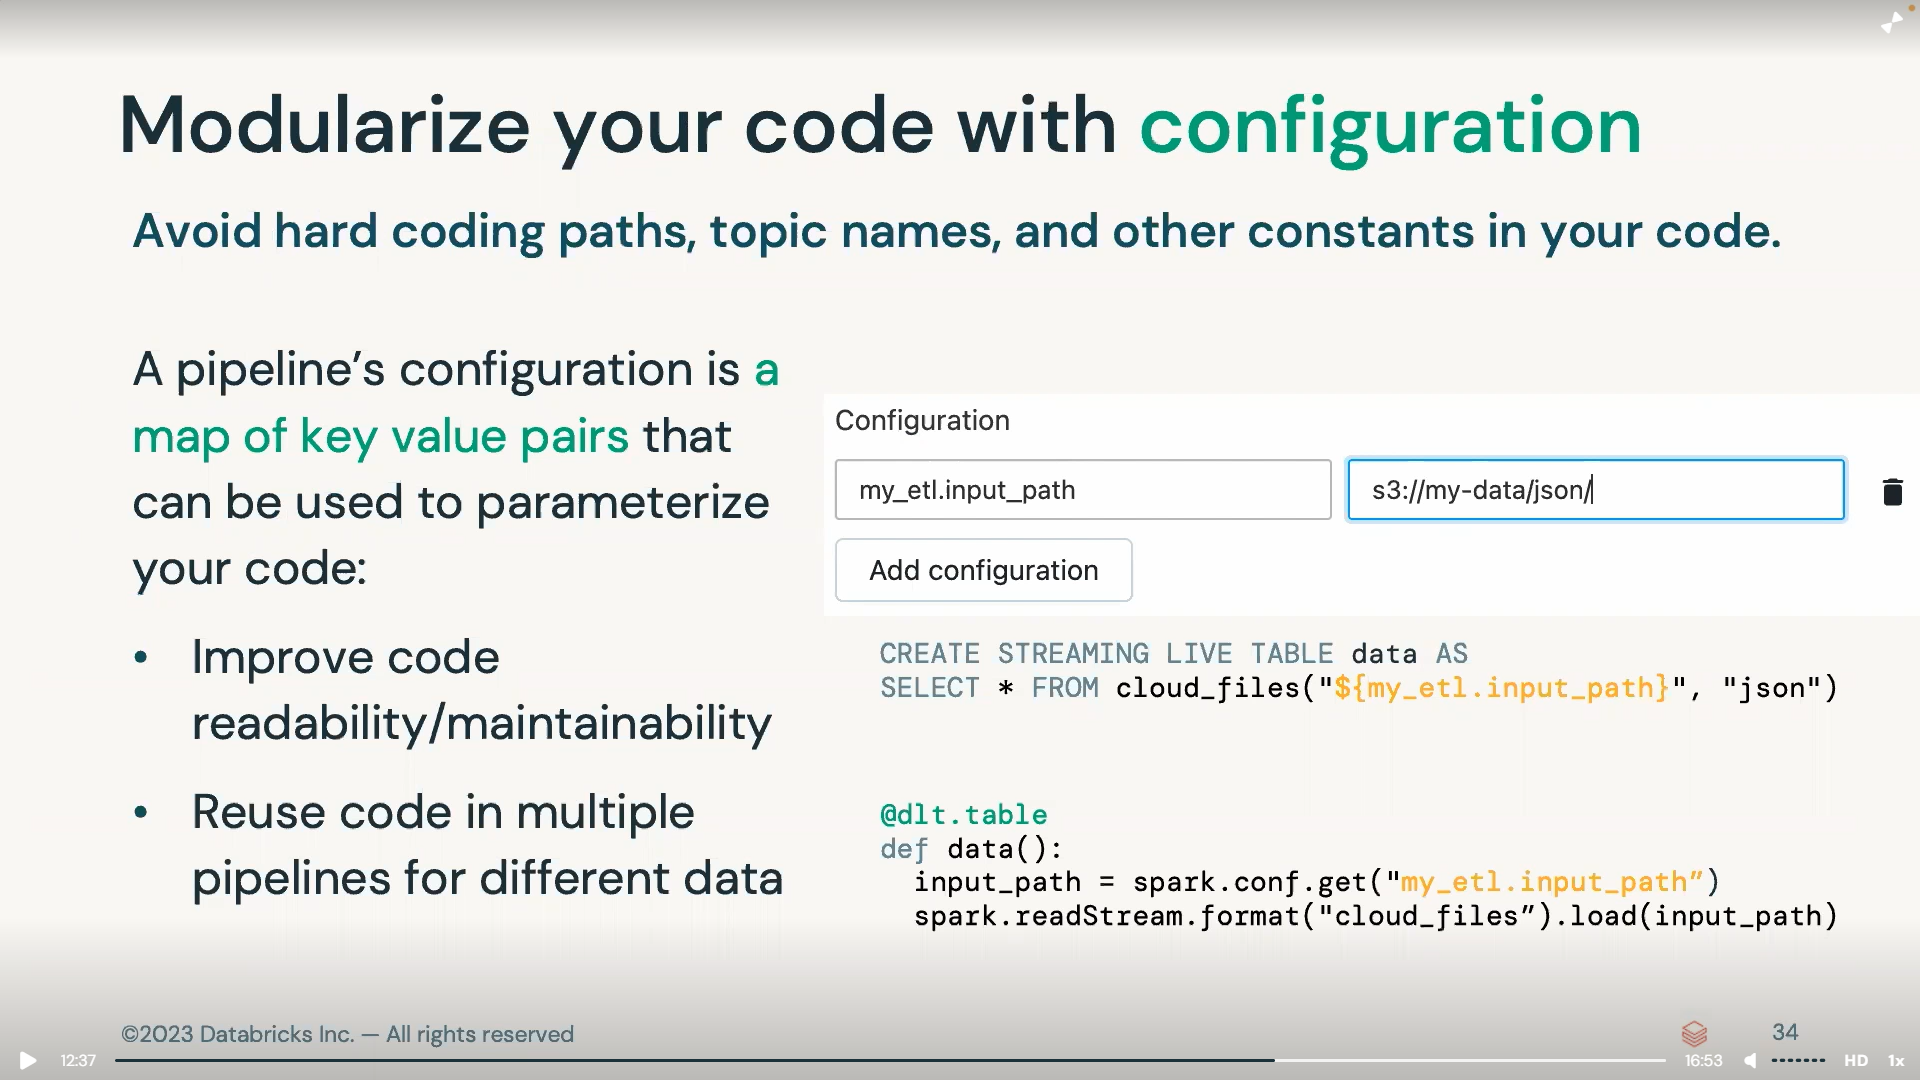 Modularize your code with configuration
Avoid hard coding paths, topic names, and other constants in your code.
A pipeline’s configuration is a
map of key value pairs that
can be used to parameterize
your code:
• Improve code
readability/maintainability
• Reuse code in multiple
pipelines for different data
Configuration
my_etl.input_path
s3://my-data/json/
Add configuration
CREATE STREAMING LIVE TABLE data AS
SELECT * FROM cloud_files("${my_etl.input_path}", "json")
@dlt.table
def data():
input_path = spark.conf.get("my_etl.input_path”)
spark.readStream.format("cloud_files”).load(input_path)
©2023 Databricks Inc. — All rights reserved
34
12:37
16:53
HD
1x